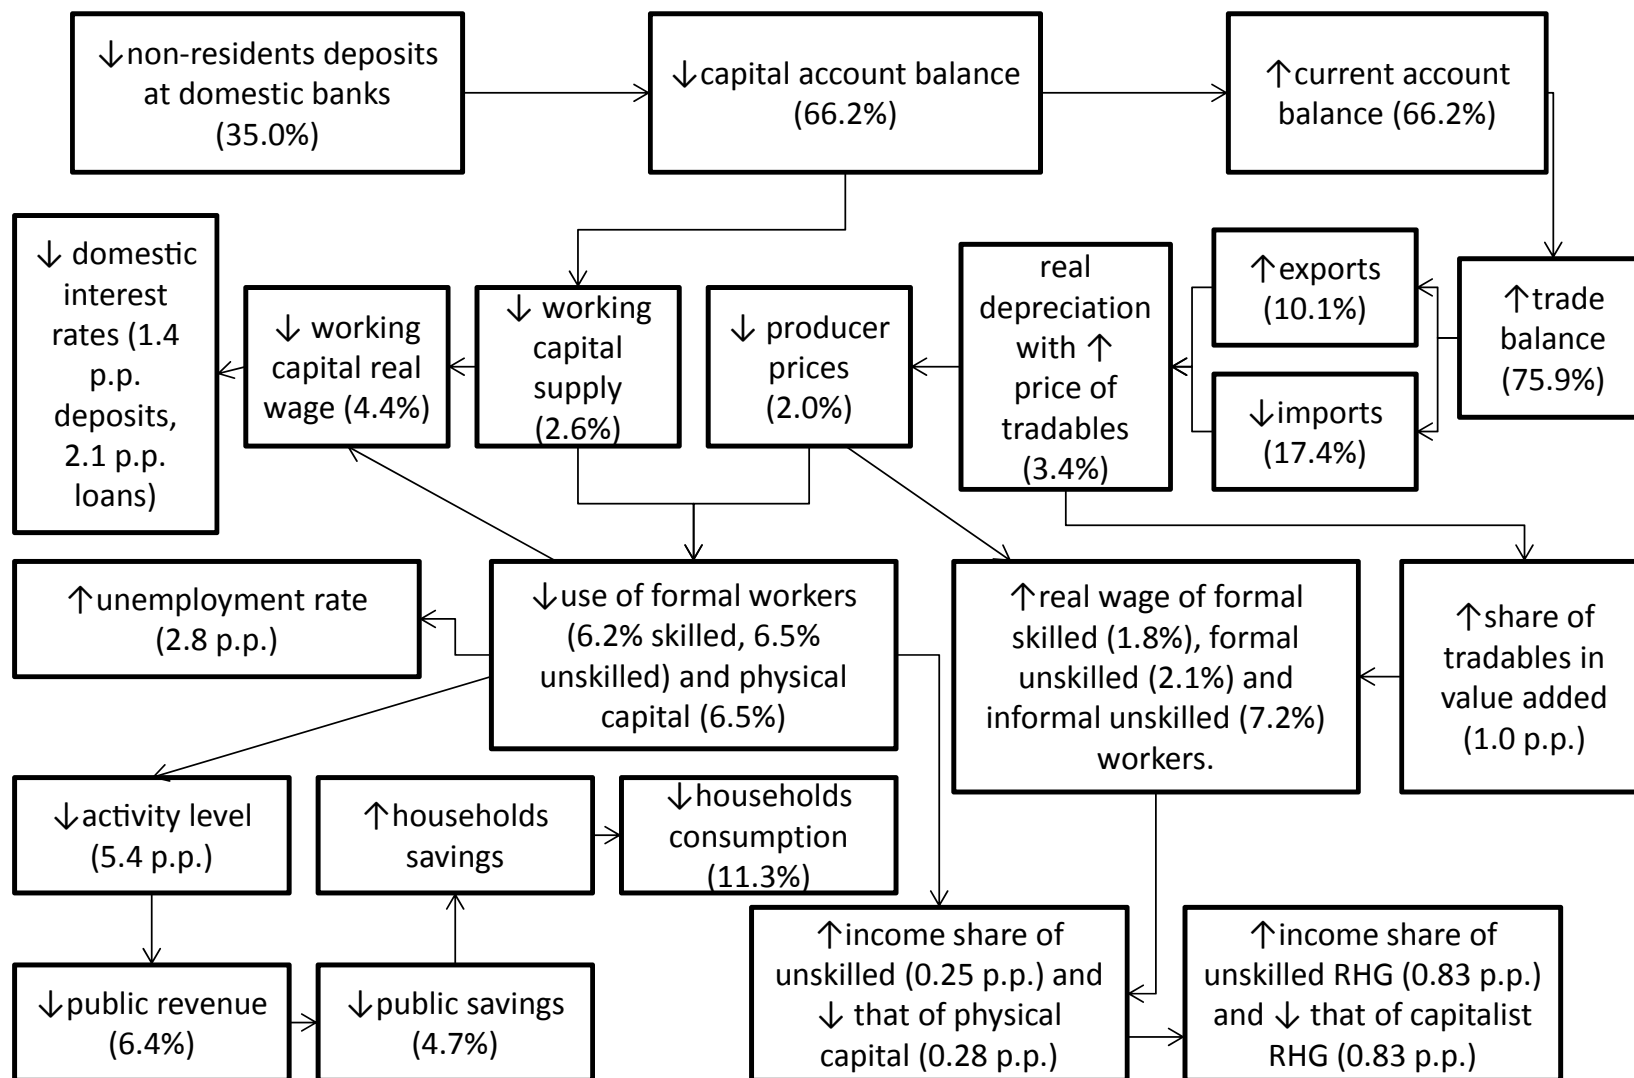 ↓non-residents deposits
at domestic banks
(35.0%)
↓capital account balance
(66.2%)
↑current account
balance (66.2%)
↓ domestic
interest
rates (1.4
p.p.
deposits,
2.1 p.p.
loans)
↓ working
capital real
wage (4.4%)
↓ working
capital
supply
(2.6%)
↓ producer
prices
(2.0%)
real
depreciation
with ↑
price of
tradables
(3.4%)
↑exports
(10.1%)
↓imports
(17.4%)
↑trade
balance
(75.9%)
↑unemployment rate
(2.8 p.p.)
↓use of formal workers
(6.2% skilled, 6.5%
unskilled) and physical
capital (6.5%)
↑real wage of formal
skilled (1.8%), formal
unskilled (2.1%) and
informal unskilled (7.2%)
workers.
↑share of
tradables in
value added
(1.0 p.p.)
↓activity level
(5.4 p.p.)
↑households
savings
↓households
consumption
(11.3%)
↓public revenue
(6.4%)
↓public savings
(4.7%)
↑income share of
unskilled (0.25 p.p.) and
↓ that of physical
capital (0.28 p.p.)
↑income share of
unskilled RHG (0.83 p.p.)
and ↓ that of capitalist
RHG (0.83 p.p.)